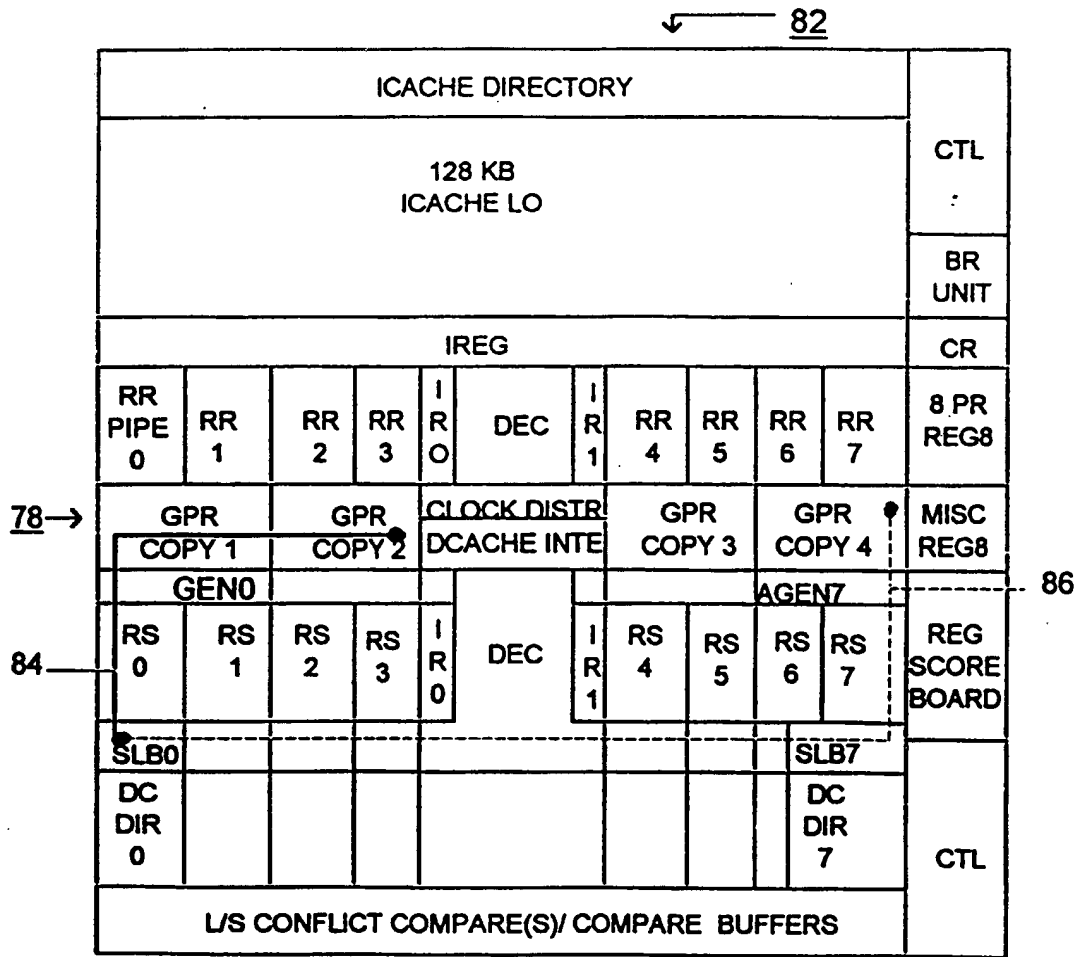 82
ICACHE DIRECTORY
CTL
128 KB
ICACHE LO
BR
UNIT
IREG
CR
RR
PIPE
0
RR
1
RR
2
RR
3
I
R
O
DEC
I
R
1
RR
4
RR
5
RR
6
RR
7
8 PR
REG8
78
GPR
COPY 1
GPR
COPY 2
CLOCK DISTR
DCACHE INTE
GPR
COPY 3
GPR
COPY 4
MISC
REG8
GEN0
AGEN7
86
84
RS
0
RS
1
RS
2
RS
3
I
R
0
DEC
I
R
1
RS
4
RS
5
RS
6
RS
7
REG
SCORE
BOARD
SLB0
SLB7
DC
DIR
0
DC
DIR
7
CTL
L/S CONFLICT COMPARE(S)/ COMPARE BUFFERS